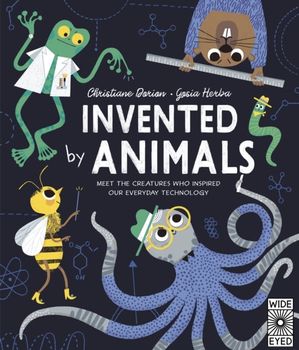 Christiane Dorion · Gosia Herba
INVENTED
by ANIMALS
MEET THE CREATURES WHO INSPIRED
OUR EVERYDAY TECHNOLOGY
WIDE
EYED